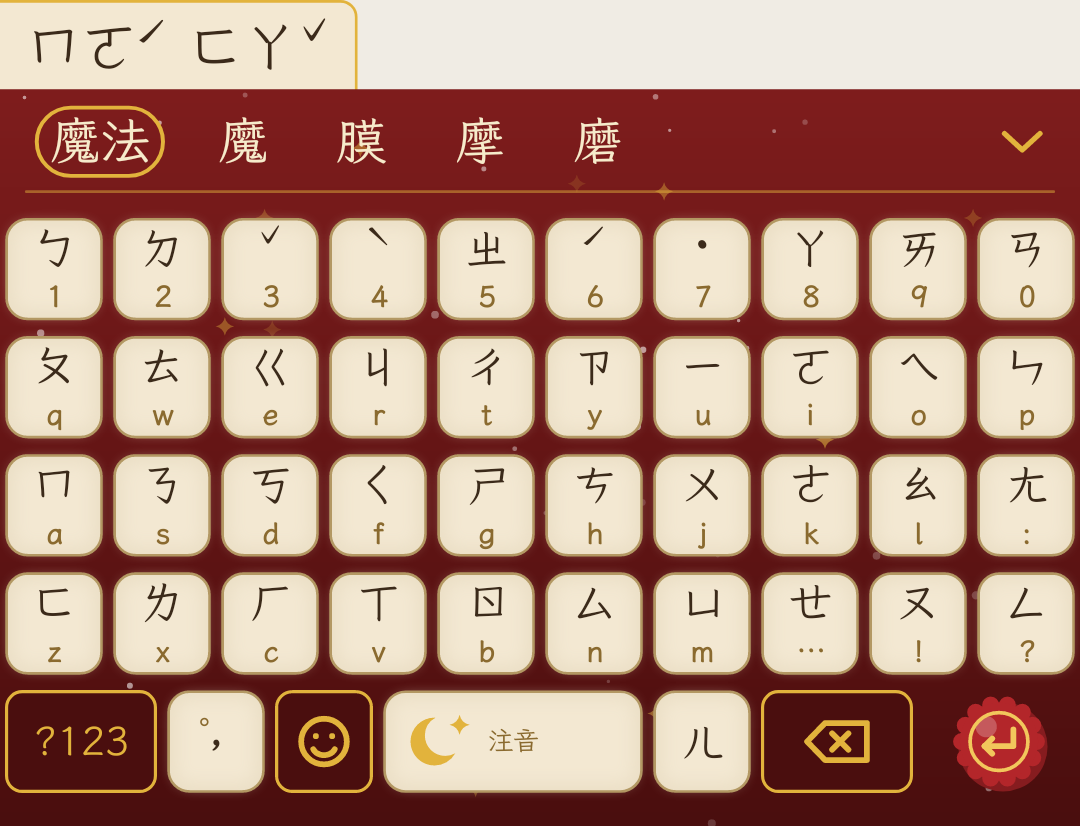 ㄇㄛˊ ㄈㄚˇ
魔法 魔 膜 摩 磨
ㄅ ㄉ ˇ ˋ ㄓ ˊ ˙ ㄚ ㄞ ㄢ
1 2 3 4 5 6 7 8 9 0
ㄆ ㄊ ㄍ ㄐ ㄔ ㄗ ㄧ ㄛ ㄟ ㄣ
q w e r t y u i o p
ㄇ ㄋ ㄎ ㄑ ㄕ ㄘ ㄨ ㄜ ㄠ ㄤ
a s d f g h j k l :
ㄈ ㄌ ㄏ ㄒ ㄖ ㄙ ㄩ ㄝ ㄡ ㄥ
z x c v b n m … ! ?
?123 °, 注音 ㄦ